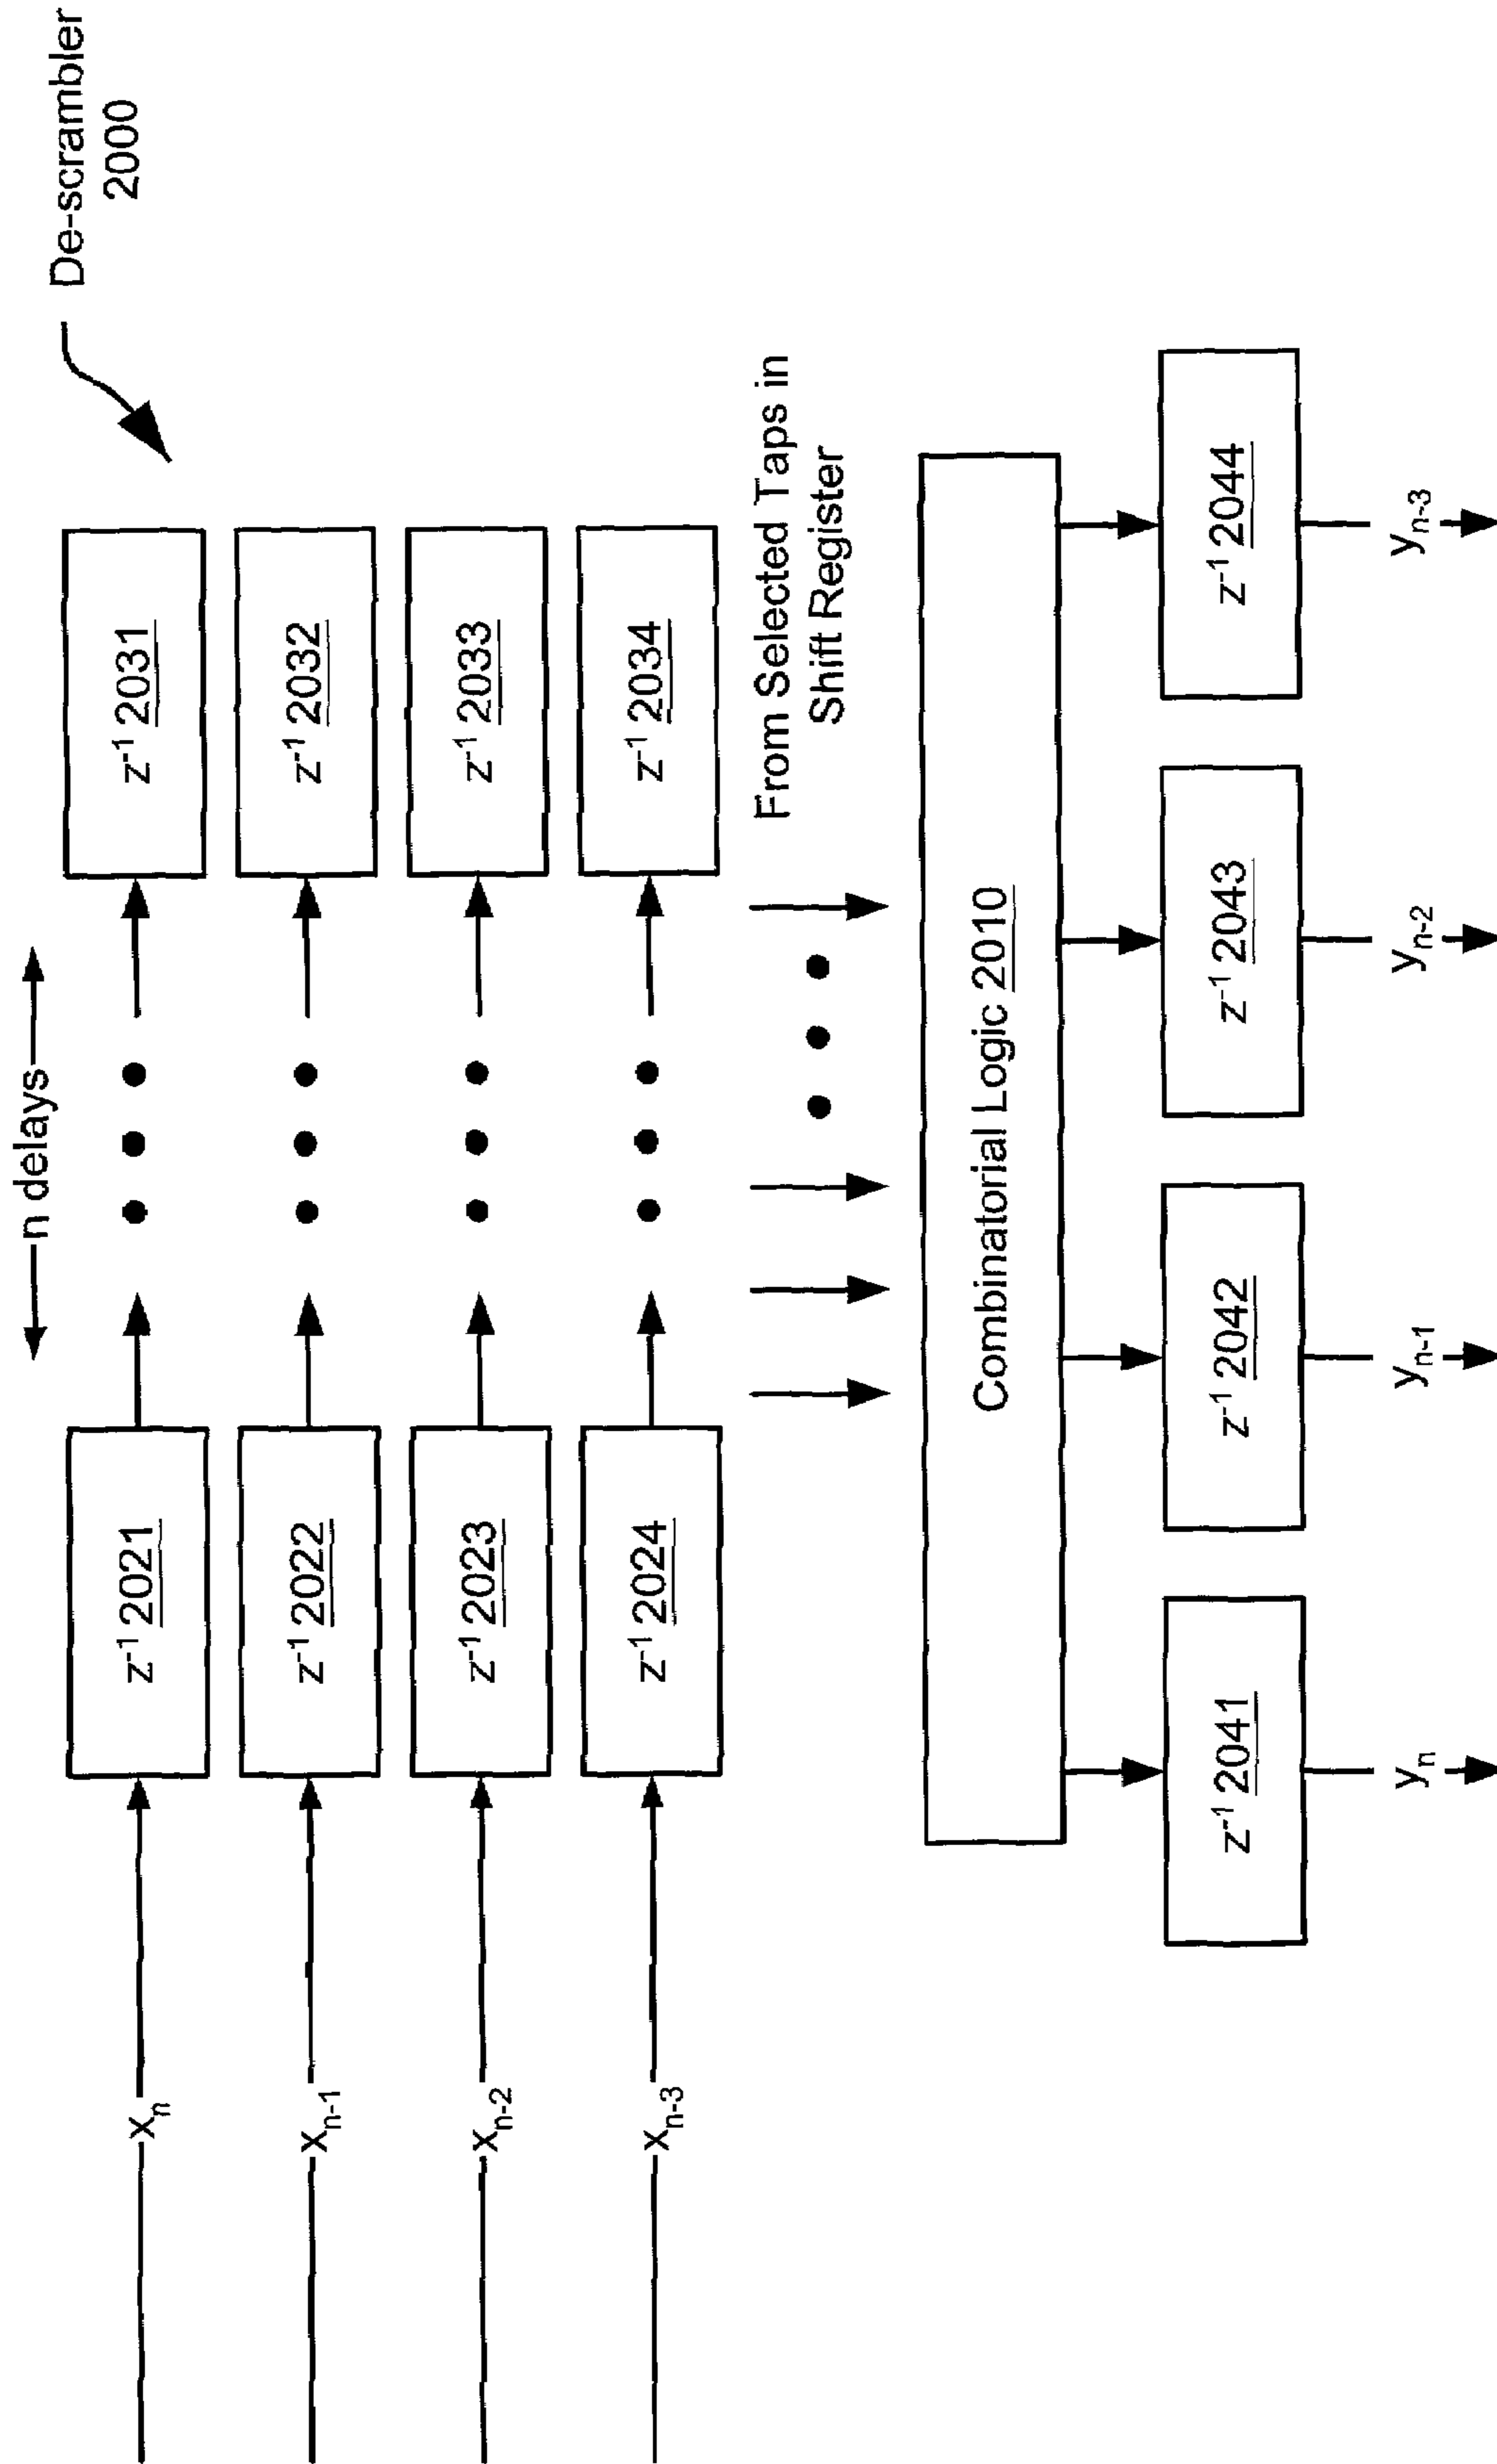 De-scrambler
2000
n delays
xₙ
z⁻¹ 2021
z⁻¹ 2031
xₙ₋₁
z⁻¹ 2022
z⁻¹ 2032
xₙ₋₂
z⁻¹ 2023
z⁻¹ 2033
xₙ₋₃
z⁻¹ 2024
z⁻¹ 2034
From Selected Taps in
Shift Register
Combinatorial Logic 2010
z⁻¹ 2041
z⁻¹ 2042
z⁻¹ 2043
z⁻¹ 2044
yₙ
yₙ₋₁
yₙ₋₂
yₙ₋₃